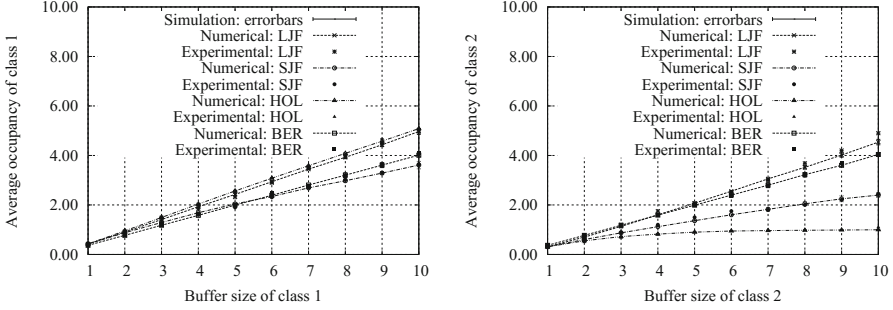 10.00
8.00
6.00
4.00
2.00
0.00
Average occupancy of class 1
Simulation: errorbars
Numerical: LJF
Experimental: LJF
Numerical: SJF
Experimental: SJF
Numerical: HOL
Experimental: HOL
Numerical: BER
Experimental: BER
1 2 3 4 5 6 7 8 9 10
Buffer size of class 1
10.00
8.00
6.00
4.00
2.00
0.00
Average occupancy of class 2
Simulation: errorbars
Numerical: LJF
Experimental: LJF
Numerical: SJF
Experimental: SJF
Numerical: HOL
Experimental: HOL
Numerical: BER
Experimental: BER
1 2 3 4 5 6 7 8 9 10
Buffer size of class 2